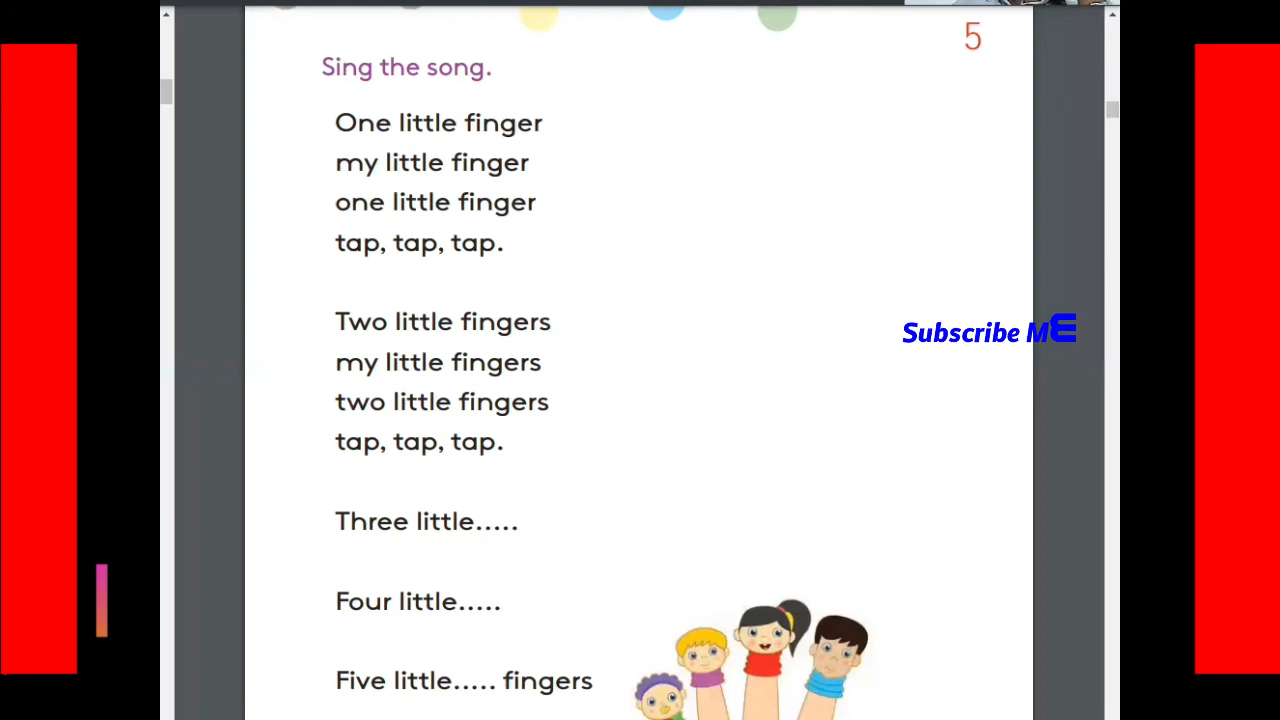 5
Sing the song.
One little finger
my little finger
one little finger
tap, tap, tap.
Two little fingers
my little fingers
two little fingers
tap, tap, tap.
Subscribe ME
Three little.....
Four little.....
Five little..... fingers